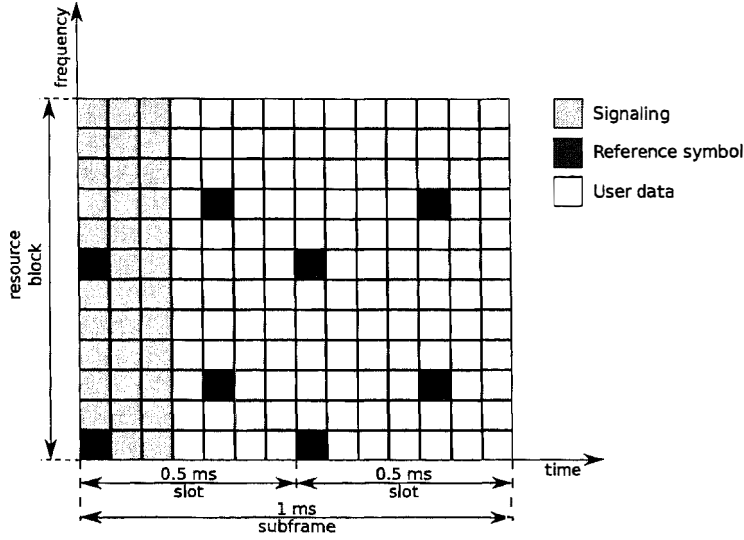 frequency
Signaling
Reference symbol
User data
resource
block
time
0.5 ms
slot
0.5 ms
slot
1 ms
subframe